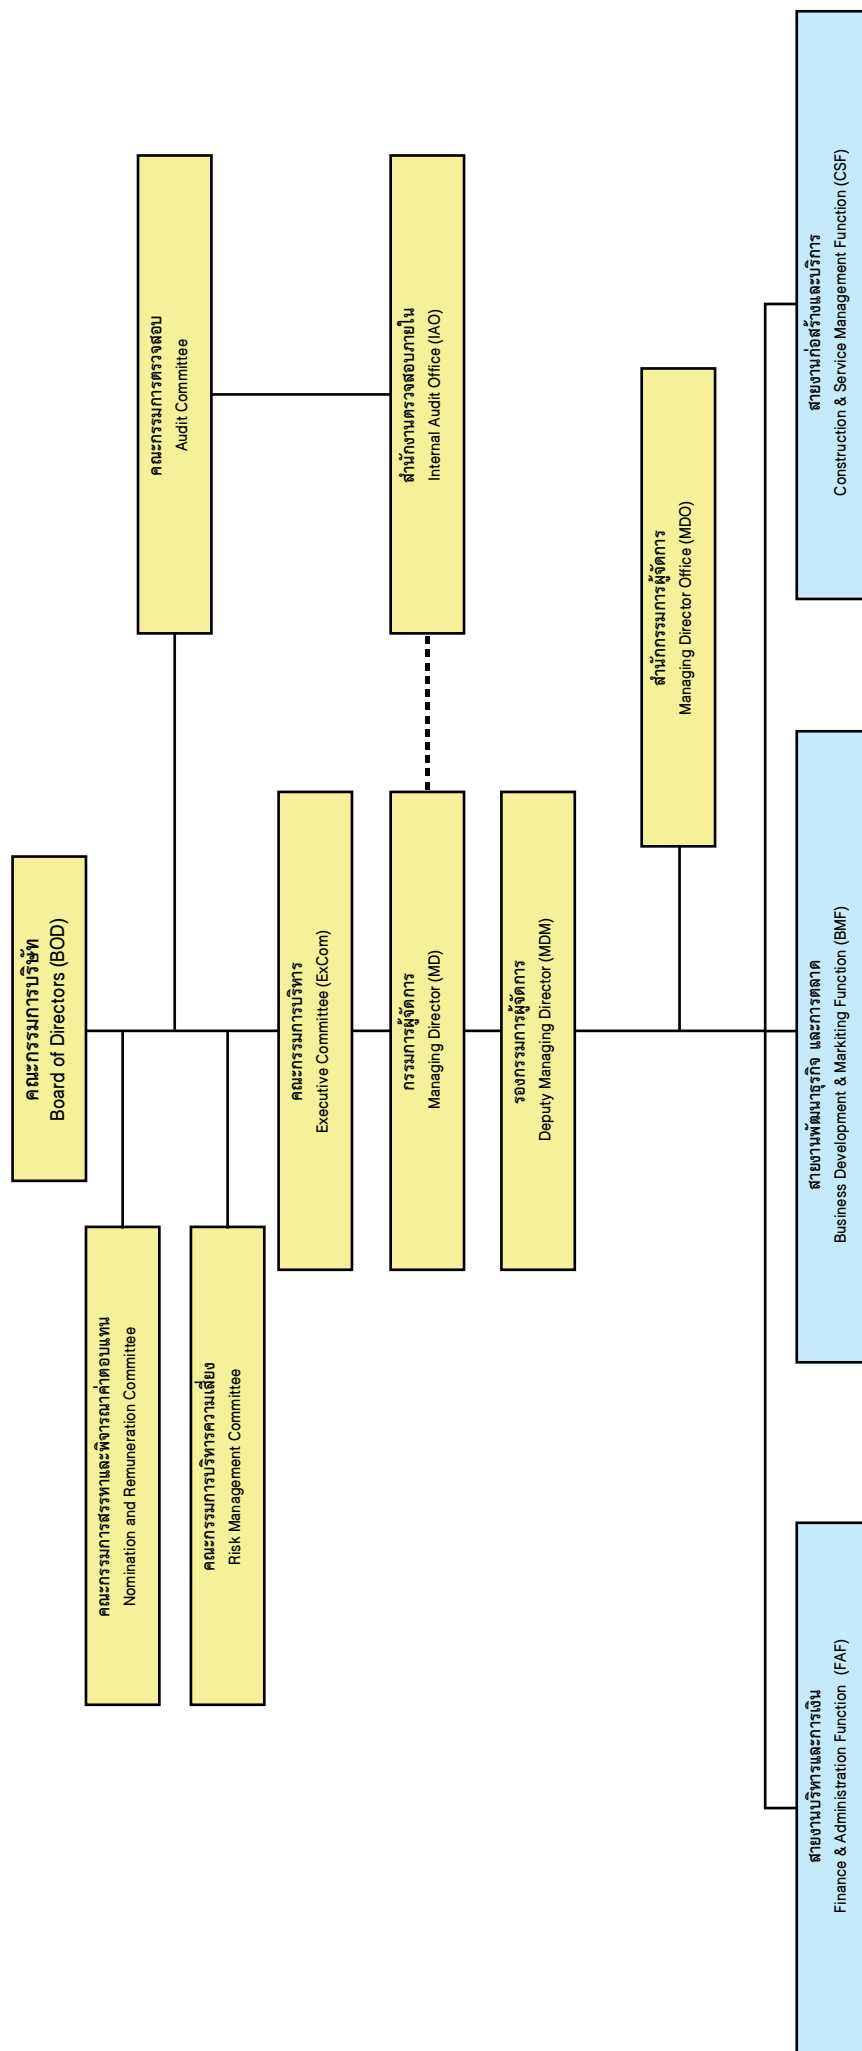 คณะกรรมการบริษัท
Board of Directors (BOD)
คณะกรรมการสรรหาและพิจารณาค่าตอบแทน
Nomination and Remuneration Committee
คณะกรรมการตรวจสอบ
Audit Committee
คณะกรรมการบริหารความเสี่ยง
Risk Management Committee
คณะกรรมการบริหาร
Executive Committee (ExCom)
กรรมการผู้จัดการ
Managing Director (MD)
สำนักงานตรวจสอบภายใน
Internal Audit Office (IAO)
รองกรรมการผู้จัดการ
Deputy Managing Director (MDM)
สำนักกรรมการผู้จัดการ
Managing Director Office (MDO)
สายงานบริหารและการเงิน
Finance & Administration Function (FAF)
สายงานพัฒนาธุรกิจ และการตลาด
Business Development & Markiting Function (BMF)
สายงานก่อสร้างและบริการ
Construction & Service Management Function (CSF)